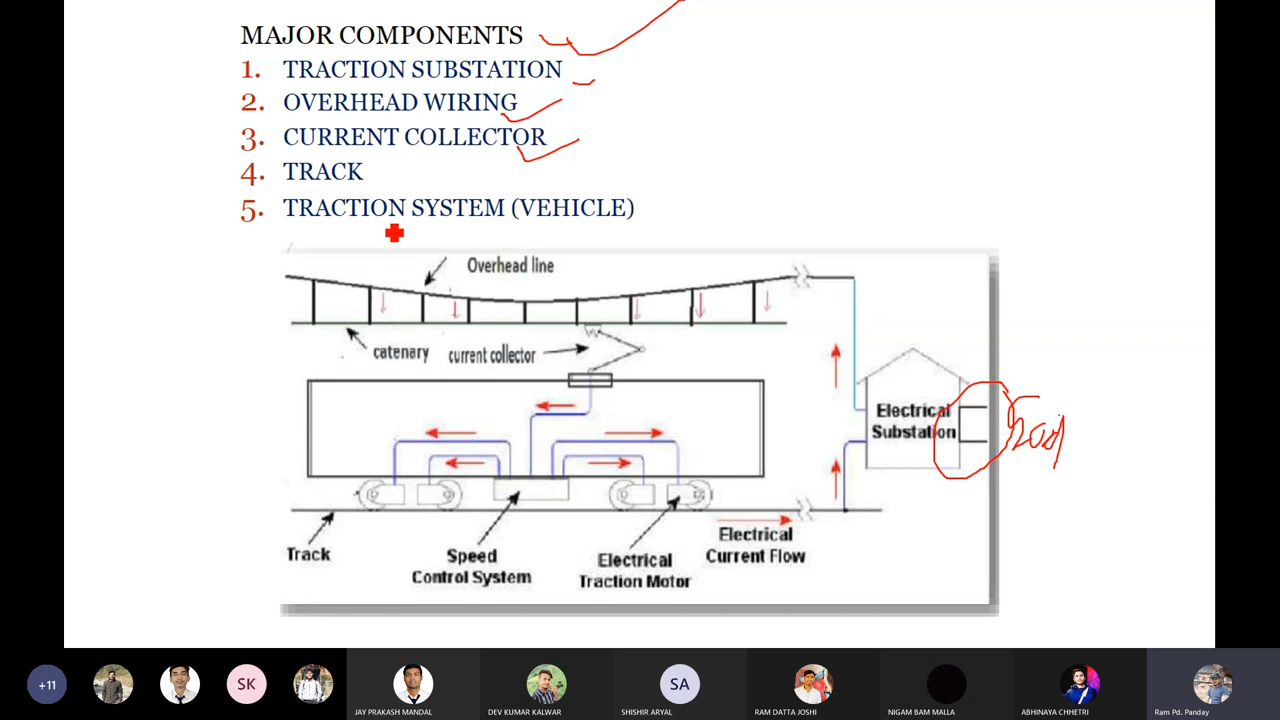 MAJOR COMPONENTS
1. TRACTION SUBSTATION
2. OVERHEAD WIRING
3. CURRENT COLLECTOR
4. TRACK
5. TRACTION SYSTEM (VEHICLE)
Overhead line
catenary
current collector
Electrical
Substation
Track
Speed
Control System
Electrical
Traction Motor
Electrical
Current Flow
+11
SK
JAY PRAKASH MANDAL
DEV KUMAR KALWAR
SA
SHISHIR ARYAL
RAM DATTA JOSHI
NIGAM BAM MALLA
ABHINAYA CHHETRI
Ram Pd. Panday